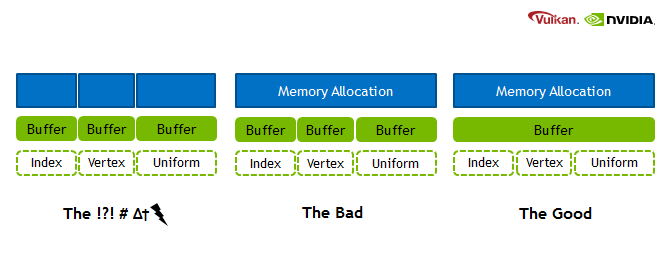 Vulkan. NVIDIA.
Memory Allocation Memory Allocation
Buffer Buffer Buffer Buffer Buffer Buffer Buffer
Index Vertex Uniform Index Vertex Uniform Index Vertex Uniform
The !?! # Δ† The Bad The Good